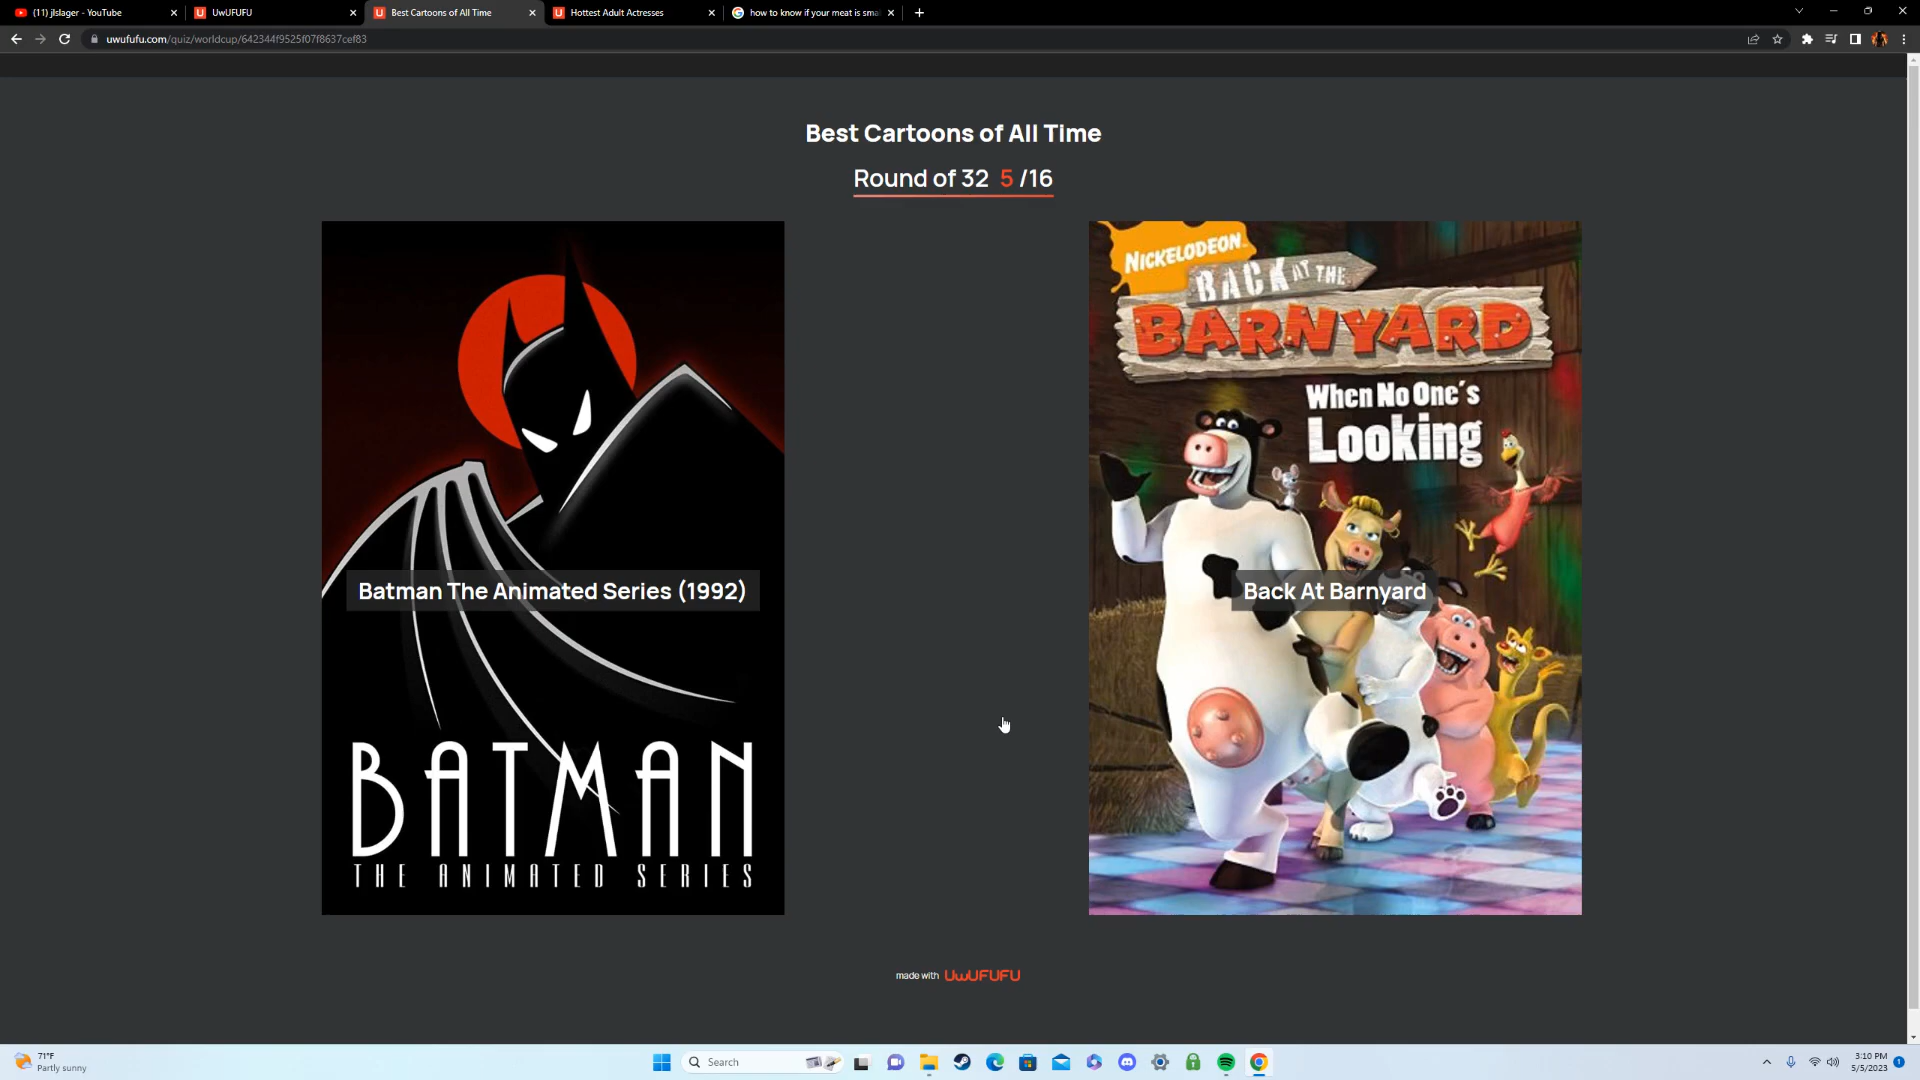 (11) jlslager - YouTube
UwUFUFU
Best Cartoons of All Time
Hottest Adult Actresses
how to know if your meat is smal
uwufufu.com/quiz/worldcup/642344f9525f07f8637cef83
Best Cartoons of All Time
Round of 32 5 /16
NICKELODEON
BACK AT THE
BARNYARD
When No One's
Looking
Batman The Animated Series (1992)
Back At Barnyard
BATMAN
THE ANIMATED SERIES
made with UwUFUFU
71°F
Partly sunny
Search
3:10 PM
5/5/2023
1